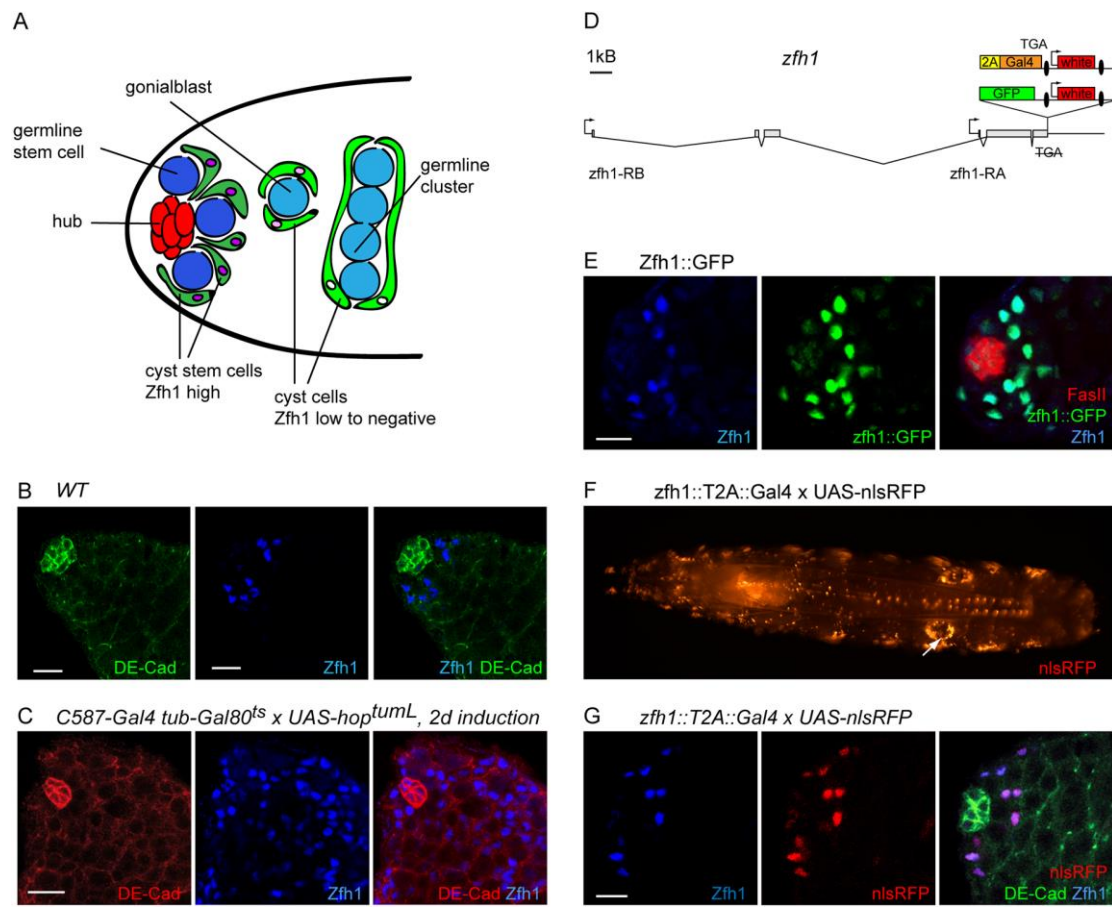 A
gonialblast
germline
stem cell
germline
cluster
hub
cyst stem cells
Zfh1 high
cyst cells
Zfh1 low to negative
B WT
DE-Cad
Zfh1
Zfh1 DE-Cad
C C587-Gal4 tub-Gal80ts x UAS-hoptumL, 2d induction
DE-Cad
Zfh1
DE-Cad Zfh1
D
1kB
zfh1
TGA
2A Gal4 white
GFP white
zfh1-RB
zfh1-RA
TGA
E Zfh1::GFP
Zfh1
zfh1::GFP
FasII
zfh1::GFP
Zfh1
F zfh1::T2A::Gal4 x UAS-nlsRFP
nlsRFP
G zfh1::T2A::Gal4 x UAS-nlsRFP
Zfh1
nlsRFP
nlsRFP
DE-Cad Zfh1